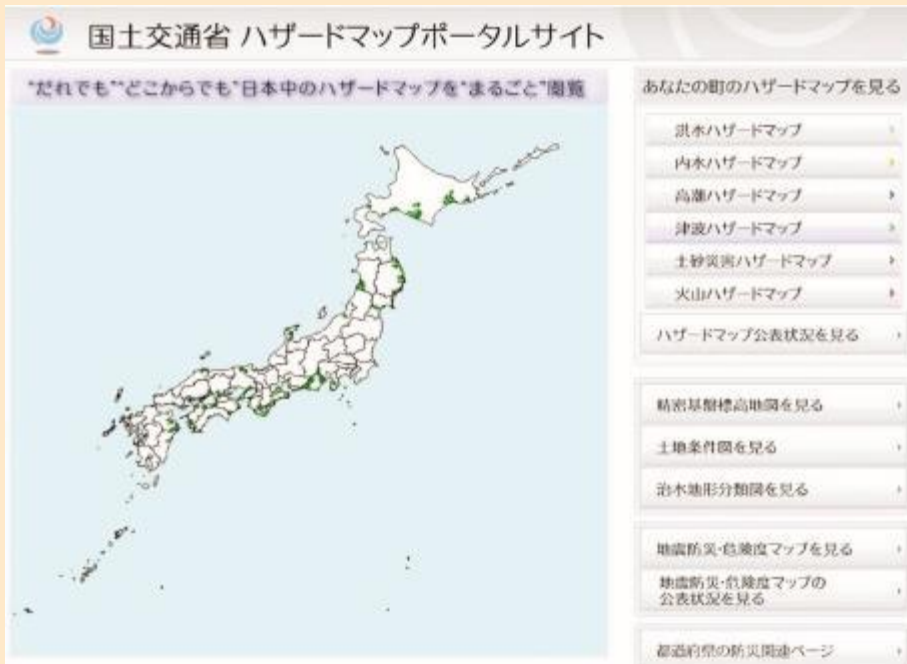 国土交通省 ハザードマップポータルサイト
"だれでも""どこからでも"日本中のハザードマップを"まるごと"閲覧
あなたの町のハザードマップを見る
洪水ハザードマップ
内水ハザードマップ
高潮ハザードマップ
津波ハザードマップ
土砂災害ハザードマップ
火山ハザードマップ
ハザードマップ公表状況を見る
精密基盤標高地図を見る
土地条件図を見る
治水地形分類図を見る
地震防災・危険度マップを見る
地震防災・危険度マップの
公表状況を見る
都道府県の防災関連ページ